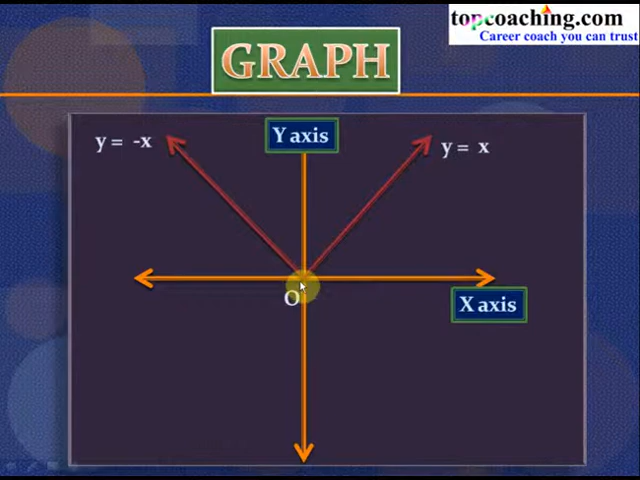 topcoaching.com
Career coach you can trust
GRAPH
y = -x
Y axis
y = x
O
X axis